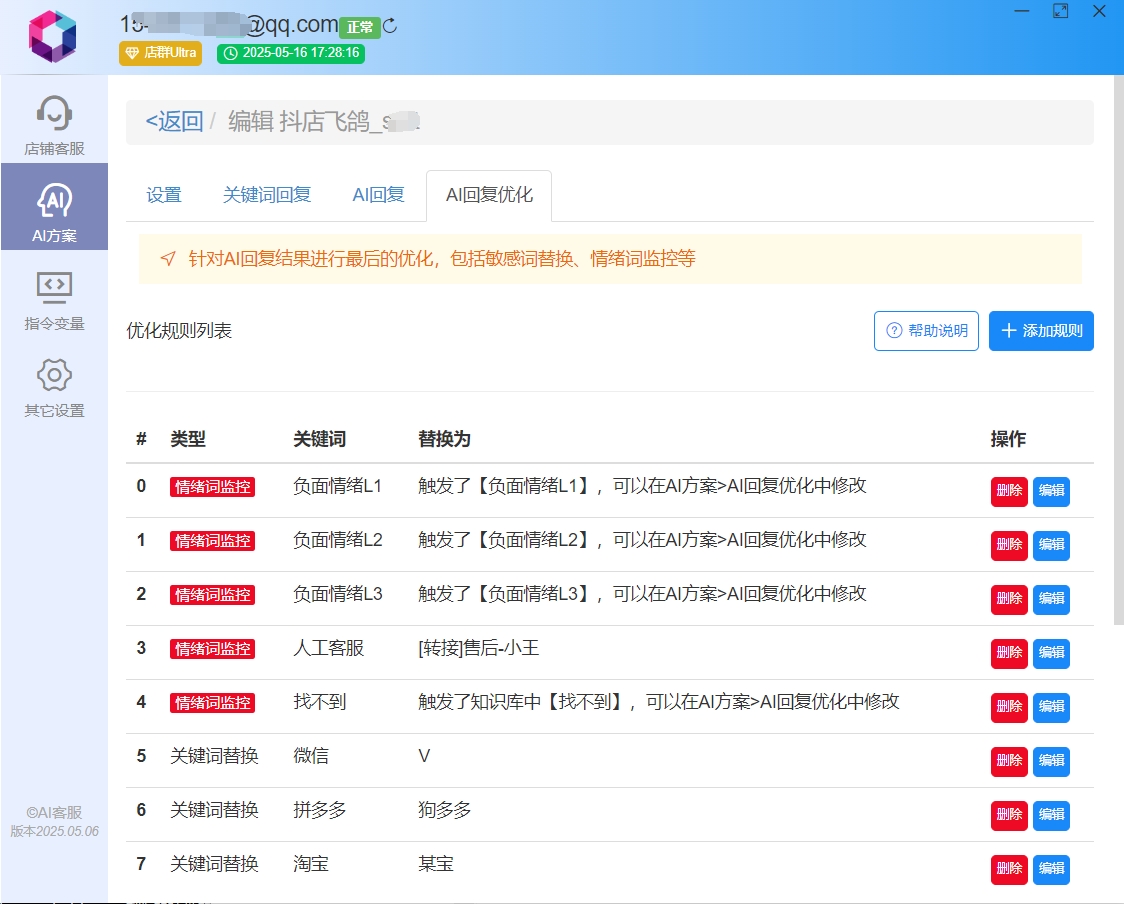 @qq.com 正常
店群Ultra 2025-05-16 17:28:16
店铺客服
AI方案
指令变量
其它设置
©AI客服
版本2025.05.06
<返回 / 编辑 抖店飞鸽_
设置 关键词回复 AI回复 AI回复优化
针对AI回复结果进行最后的优化，包括敏感词替换、情绪词监控等
优化规则列表 帮助说明 添加规则
# 类型 关键词 替换为 操作
0 情绪词监控 负面情绪L1 触发了【负面情绪L1】，可以在AI方案>AI回复优化中修改 删除 编辑
1 情绪词监控 负面情绪L2 触发了【负面情绪L2】，可以在AI方案>AI回复优化中修改 删除 编辑
2 情绪词监控 负面情绪L3 触发了【负面情绪L3】，可以在AI方案>AI回复优化中修改 删除 编辑
3 情绪词监控 人工客服 [转接]售后-小王 删除 编辑
4 情绪词监控 找不到 触发了知识库中【找不到】，可以在AI方案>AI回复优化中修改 删除 编辑
5 关键词替换 微信 V 删除 编辑
6 关键词替换 拼多多 狗多多 删除 编辑
7 关键词替换 淘宝 某宝 删除 编辑